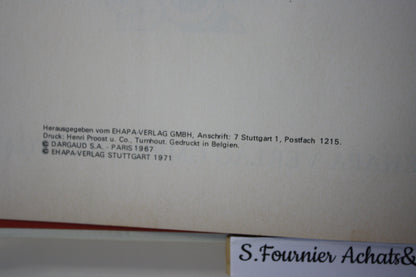 Herausgegeben vom EHAPA-VERLAG GMBH, Anschrift: 7 Stuttgart 1, Postfach 1215.
Druck: Henri Proost u. Co., Turnhout. Gedruckt in Belgien.
© DARGAUD S.A. - PARIS 1967
© EHAPA-VERLAG STUTTGART 1971
S.Fournier Achats&